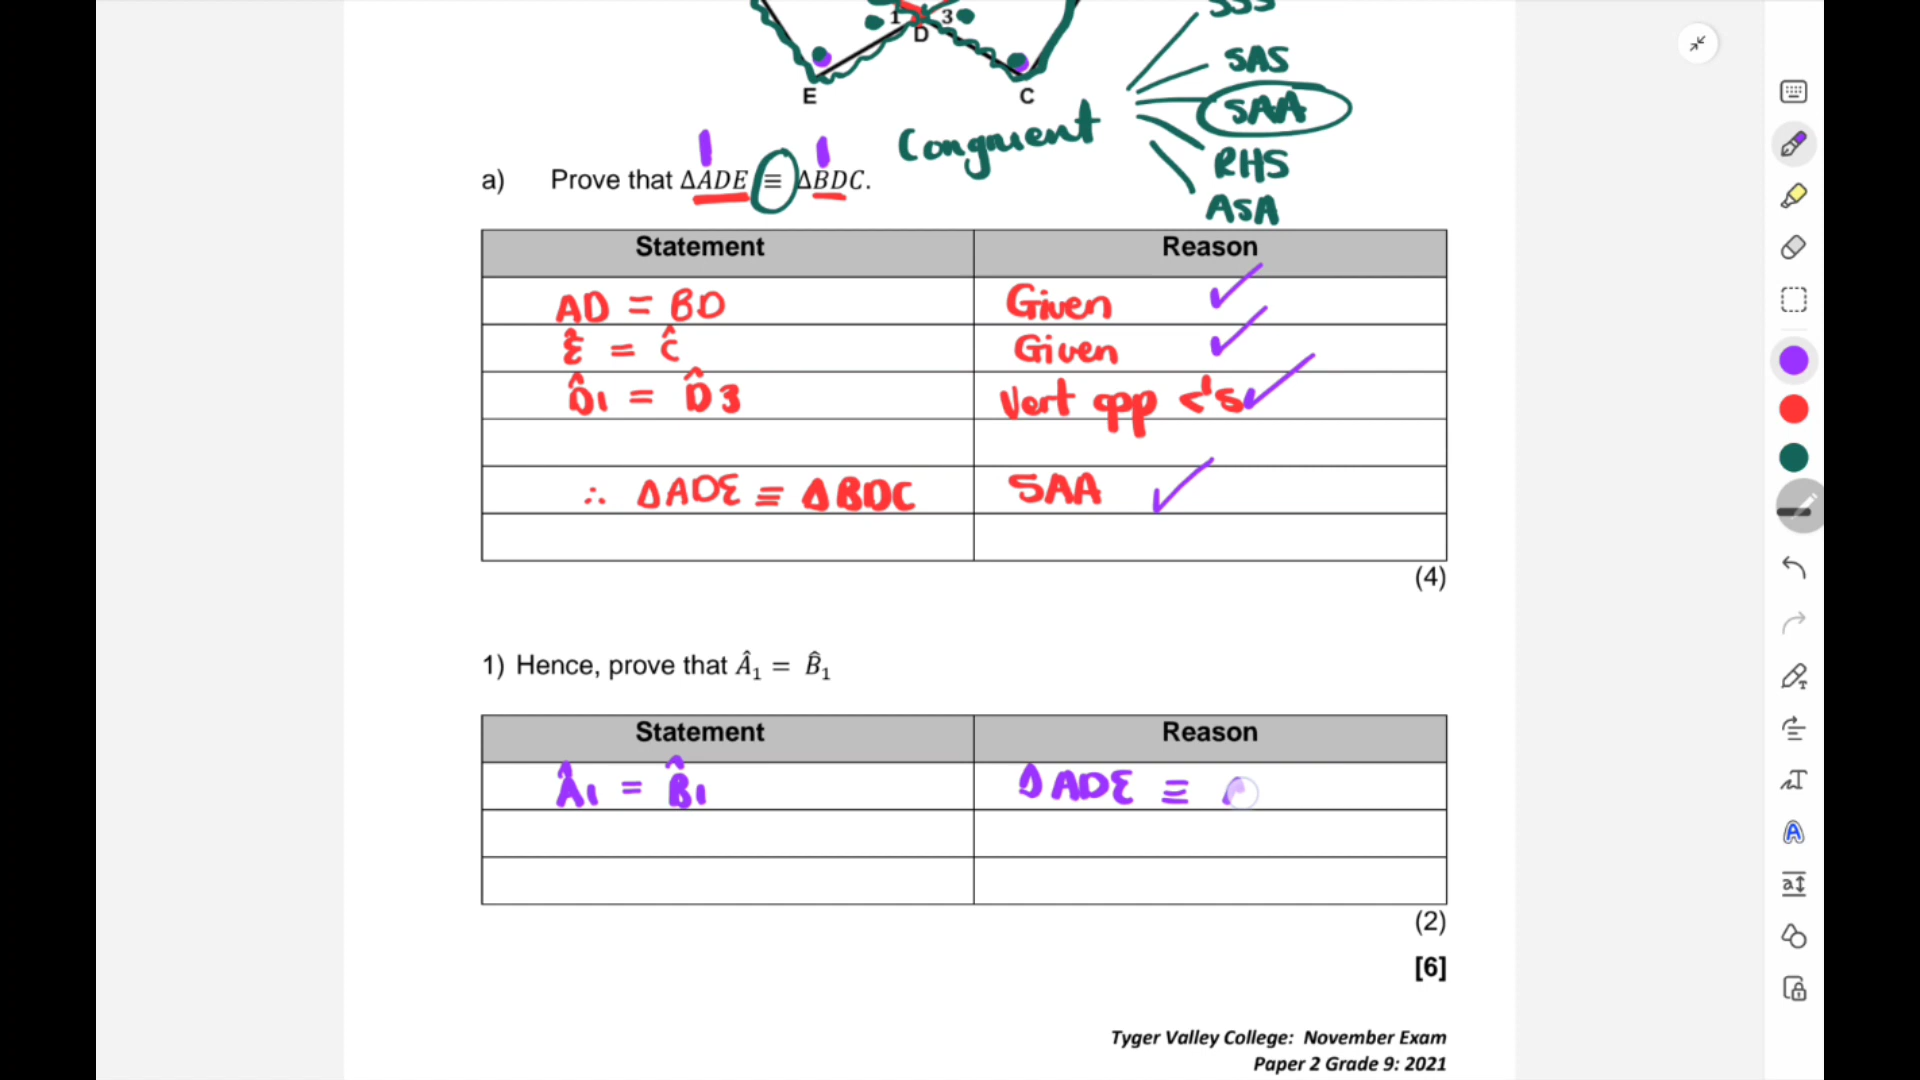 SSS
1 3
D
SAS
E C
SAA
Congruent
RHS
a) Prove that ΔADE ≡ ΔBDC.
ASA
Statement Reason
AD = BD Given
Ê = Ĉ Given
D̂1 = D̂3 Vert opp <'s
∴ ΔADE ≡ ΔBDC SAA
(4)
1) Hence, prove that Â₁ = B̂₁
Statement Reason
Â1 = B̂1 ΔADE ≡
(2)
[6]
Tyger Valley College: November Exam
Paper 2 Grade 9: 2021